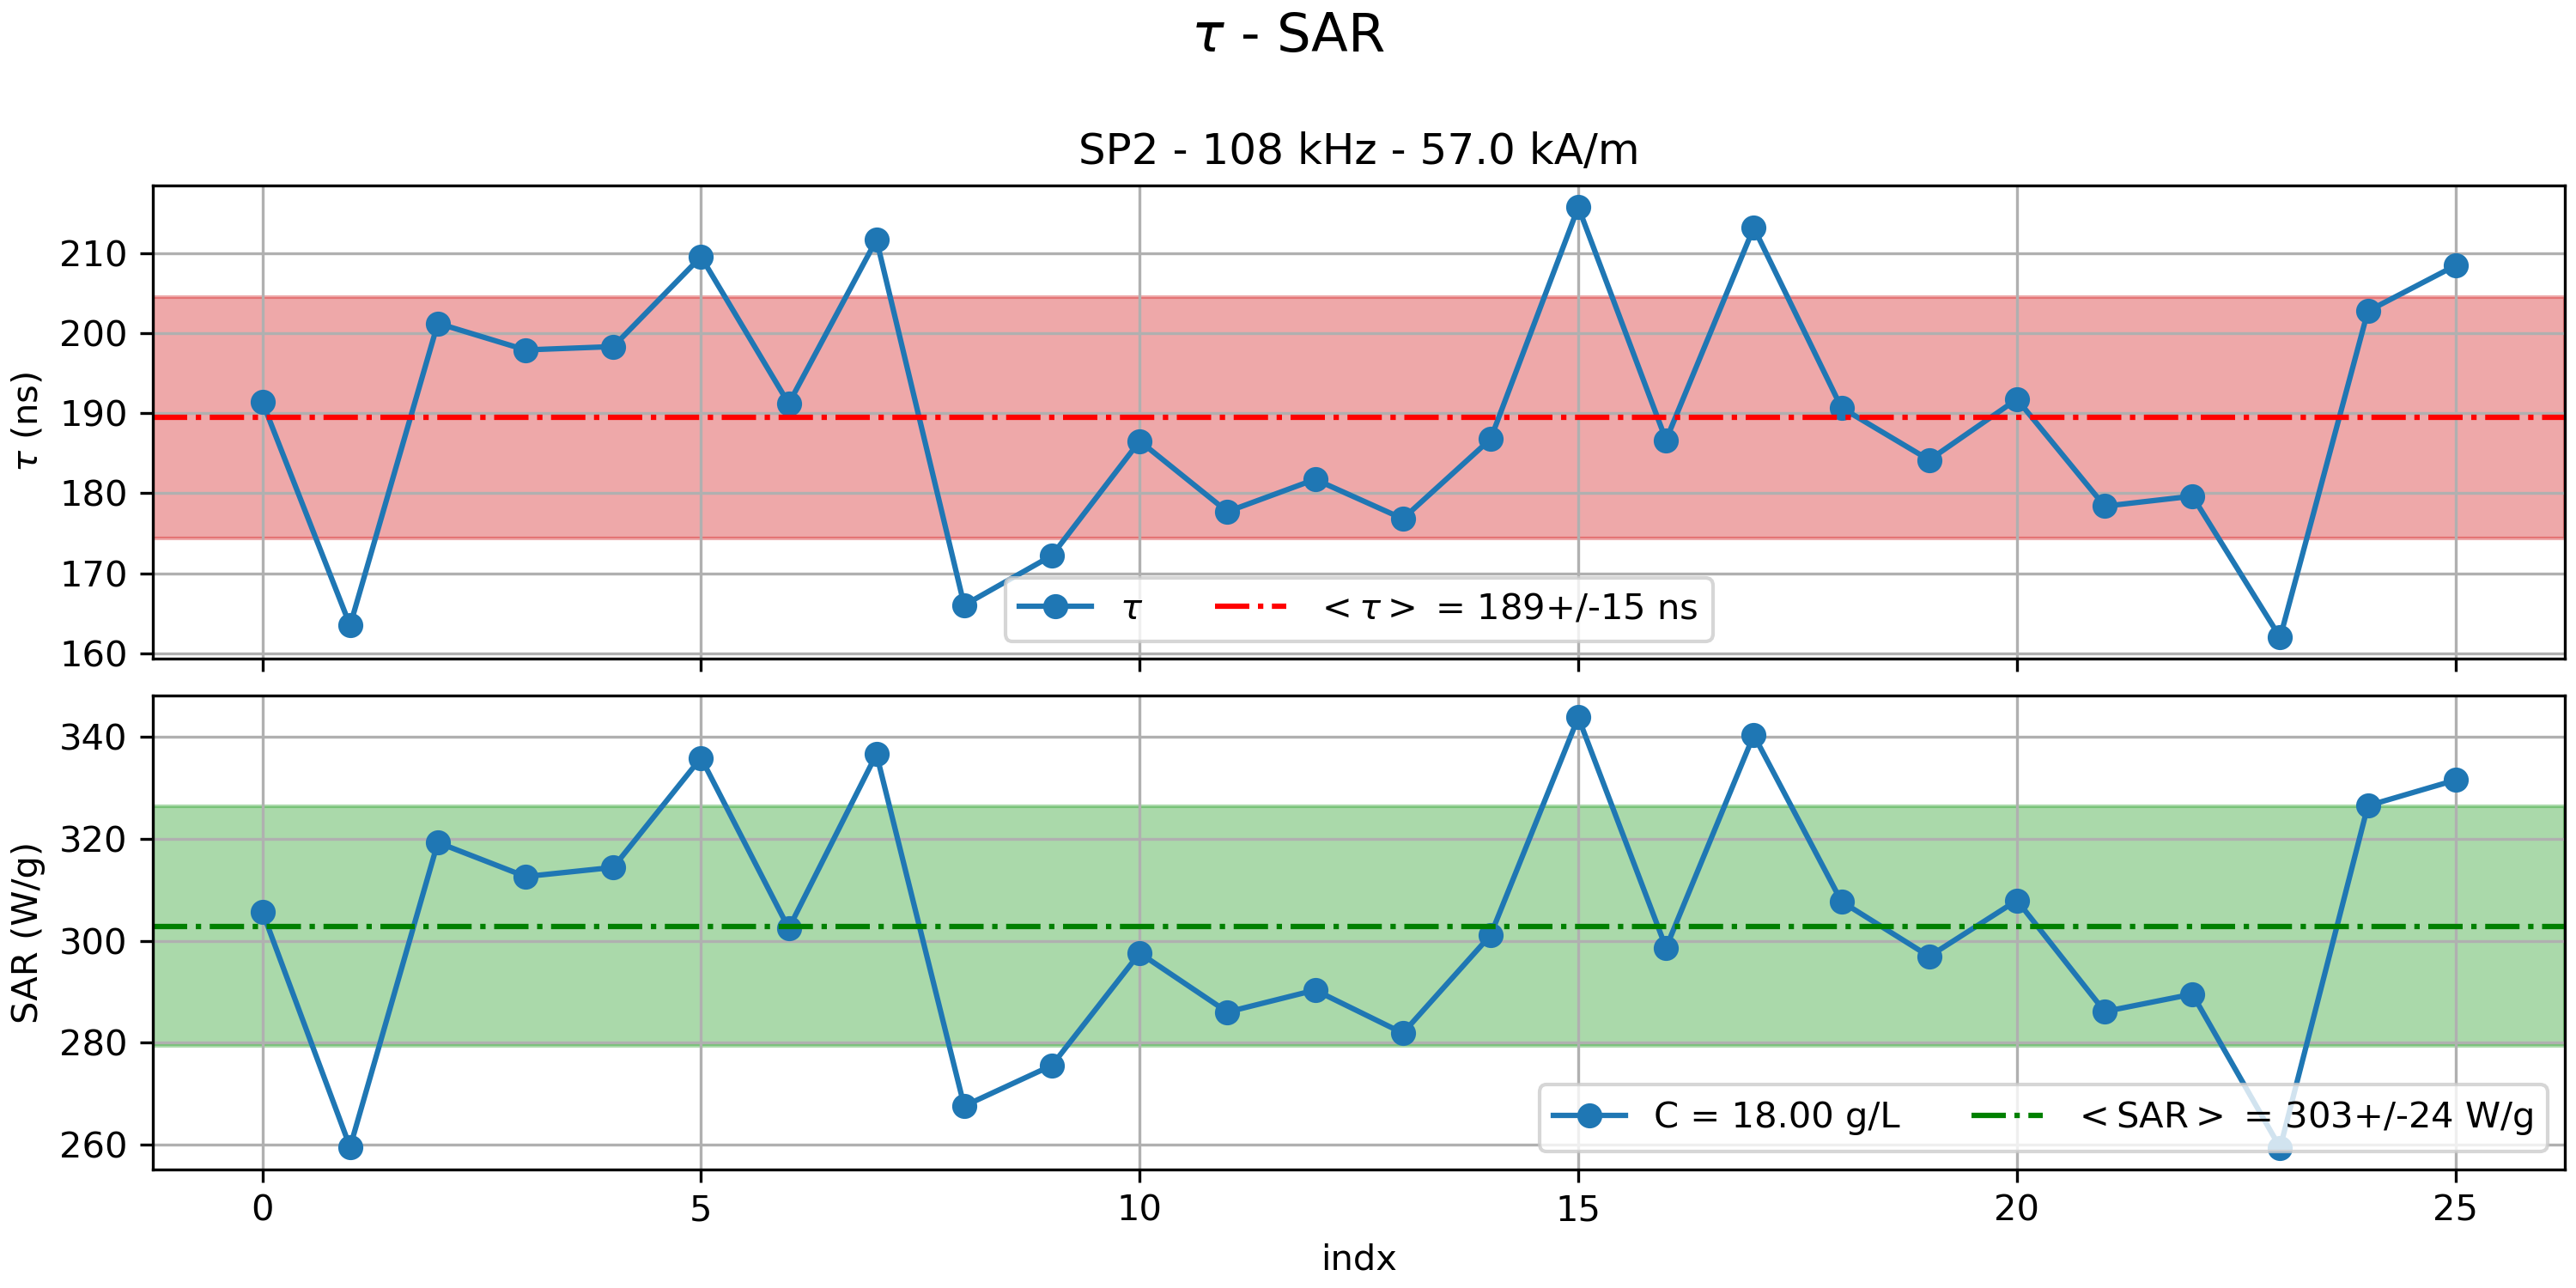 τ - SAR
SP2 - 108 kHz - 57.0 kA/m
τ (ns)
210
200
190
180
170
160
τ
<τ> = 189+/-15 ns
SAR (W/g)
340
320
300
280
260
C = 18.00 g/L
<SAR> = 303+/-24 W/g
0 5 10 15 20 25
indx